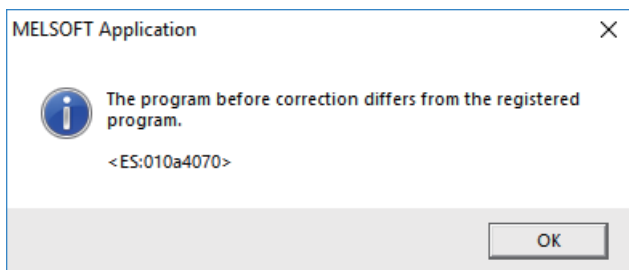 MELSOFT Application
The program before correction differs from the registered
program.
<ES:010a4070>
OK